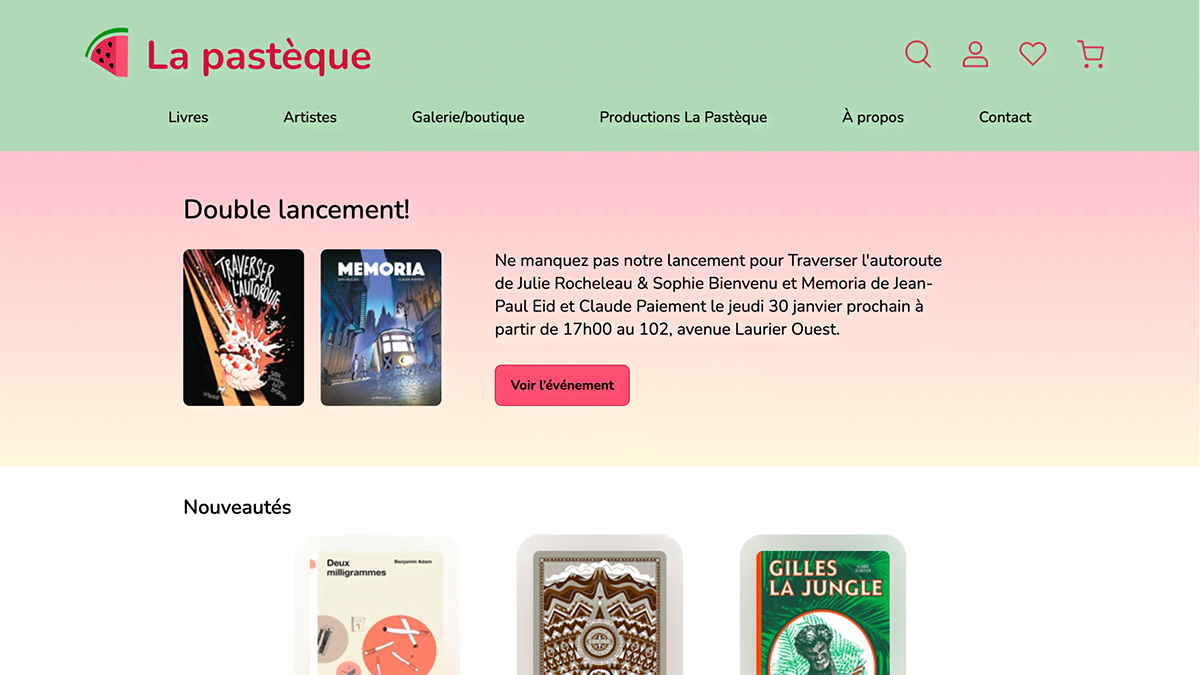 La pastèque
Livres
Artistes
Galerie/boutique
Productions La Pastèque
À propos
Contact
Double lancement!
TRAVERSER
L'AUTOROUTE
MEMORIA
Ne manquez pas notre lancement pour Traverser l'autoroute
de Julie Rocheleau & Sophie Bienvenu et Memoria de Jean-
Paul Eid et Claude Paiement le jeudi 30 janvier prochain à
partir de 17h00 au 102, avenue Laurier Ouest.
Voir l'événement
Nouveautés
Deux
milligrammes
Benjamin Adam
1
GILLES
LA JUNGLE